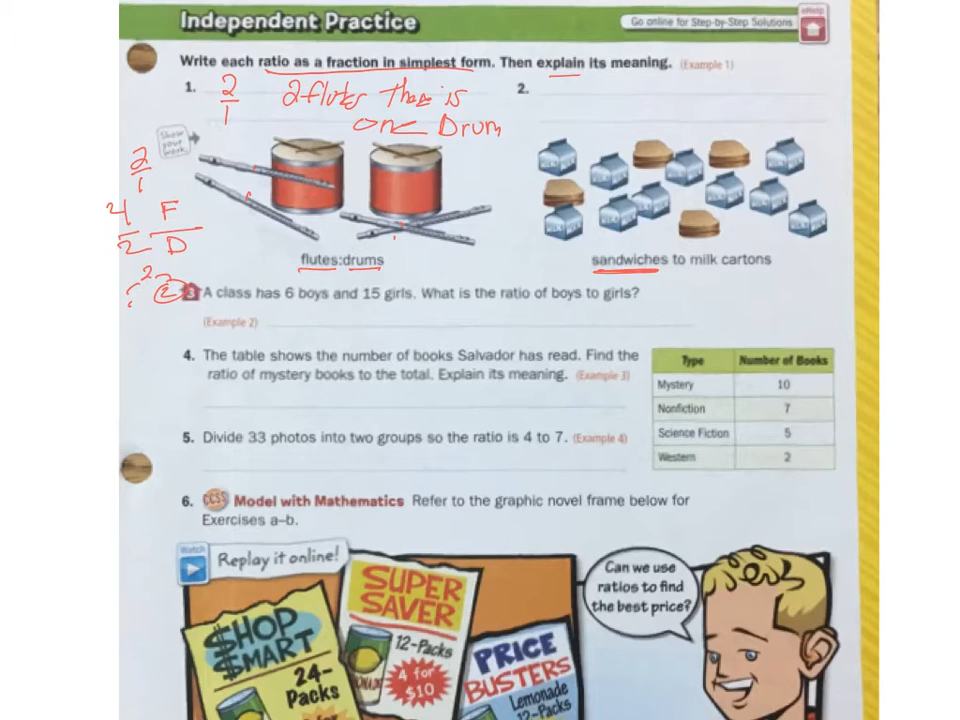 Independent Practice
Go online for Step-by-Step Solutions
eHelp
Write each ratio as a fraction in simplest form. Then explain its meaning. (Example 1)
1. 2/1 2 flutes there is
one Drum
2.
Show your work.
2/1
4/2 F/D
2
2
MILK
flutes:drums
sandwiches to milk cartons
3 A class has 6 boys and 15 girls. What is the ratio of boys to girls?
(Example 2)
4. The table shows the number of books Salvador has read. Find the
ratio of mystery books to the total. Explain its meaning. (Example 3)
Type Number of Books
Mystery 10
Nonfiction 7
Science Fiction 5
Western 2
5. Divide 33 photos into two groups so the ratio is 4 to 7. (Example 4)
6. CCSS Model with Mathematics Refer to the graphic novel frame below for
Exercises a–b.
Watch
Replay it online!
Can we use
ratios to find
the best price?
$HOP
$MART
24-
Packs
for
SUPER
SAVER
12-Packs
4 for
$10
PRICE
BUSTERS
Lemonade
12-Packs